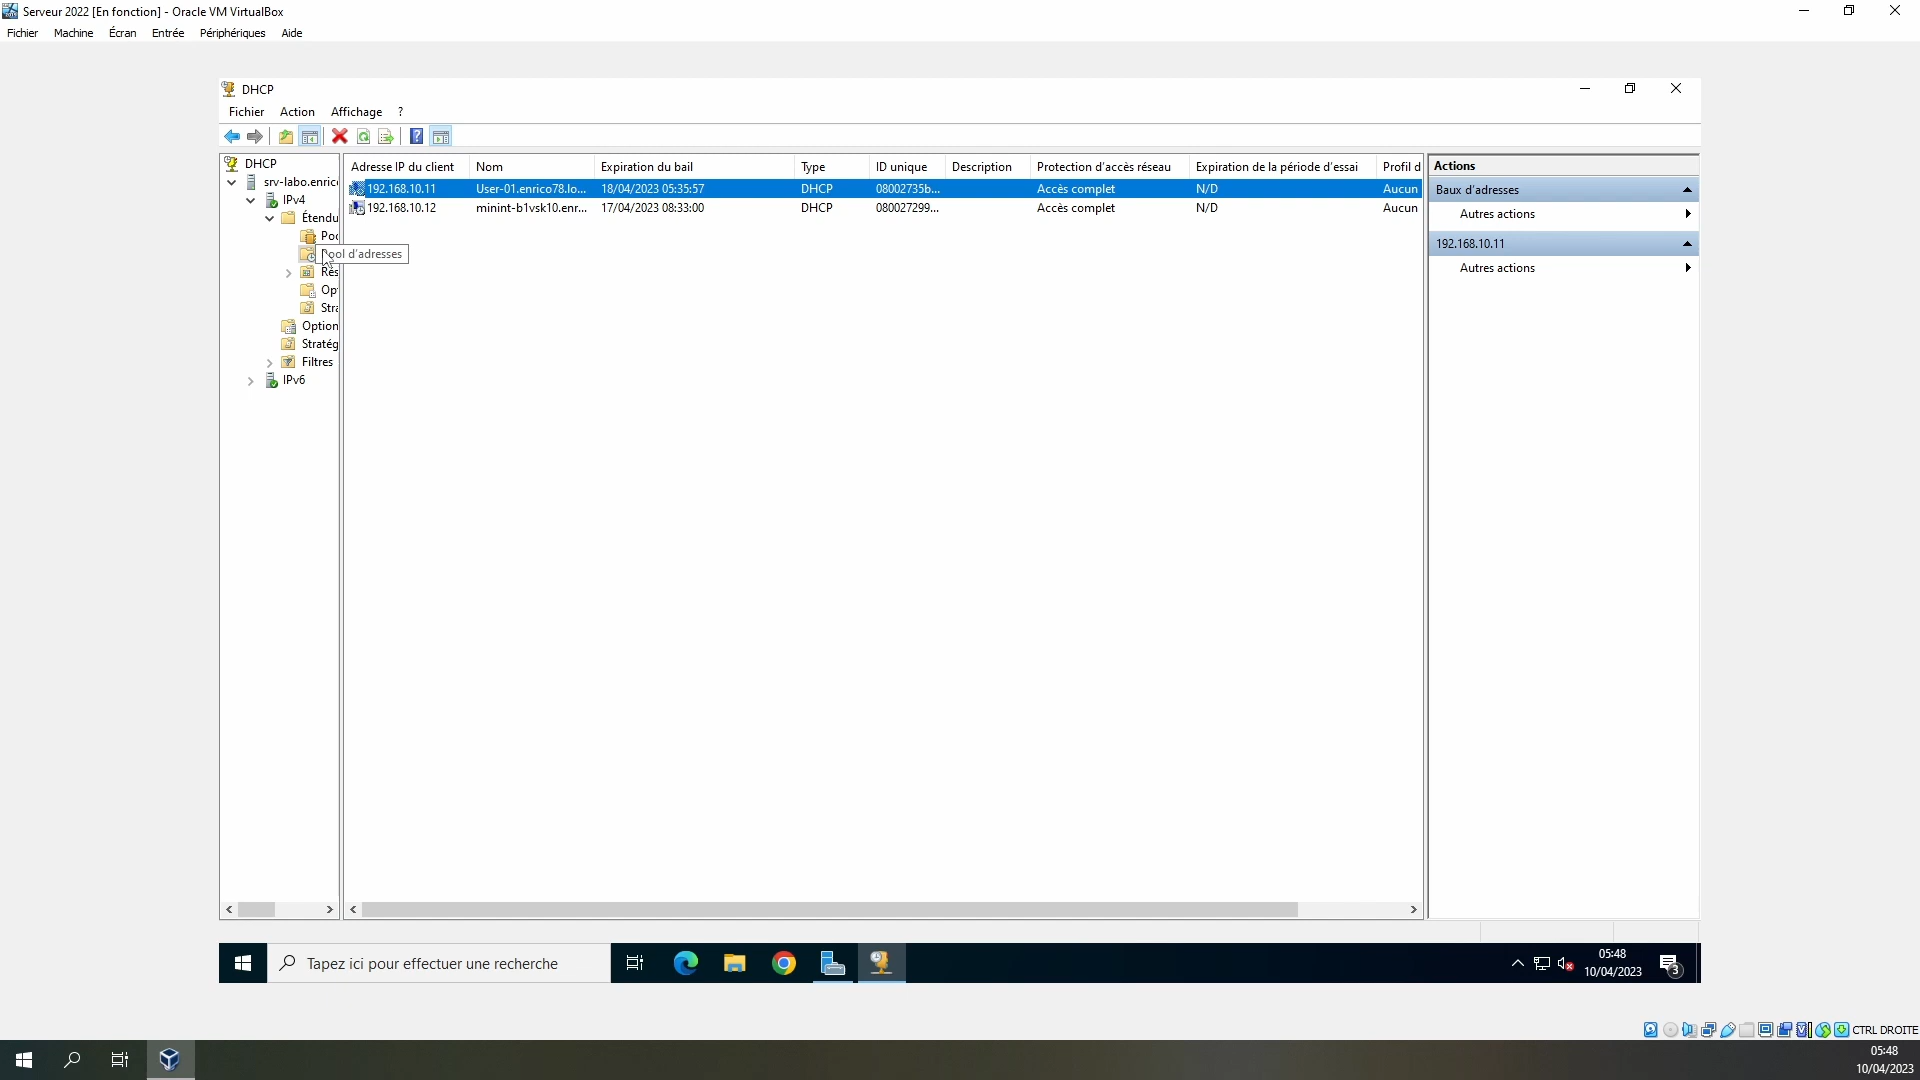 Serveur 2022 [En fonction] - Oracle VM VirtualBox
Fichier Machine Écran Entrée Périphériques Aide
DHCP
Fichier Action Affichage ?
DHCP
srv-labo.enric
IPv4
Étendu
Poo
Pool d'adresses
Rés
Op
Stra
Option
Stratég
Filtres
IPv6
Adresse IP du client Nom Expiration du bail Type ID unique Description Protection d'accès réseau Expiration de la période d'essai Profil d
192.168.10.11 User-01.enrico78.lo... 18/04/2023 05:35:57 DHCP 08002735b... Accès complet N/D Aucun
192.168.10.12 minint-b1vsk10.enr... 17/04/2023 08:33:00 DHCP 080027299... Accès complet N/D Aucun
Actions
Baux d'adresses
Autres actions
192.168.10.11
Autres actions
Tapez ici pour effectuer une recherche
05:48
10/04/2023
3
CTRL DROITE
05:48
10/04/2023